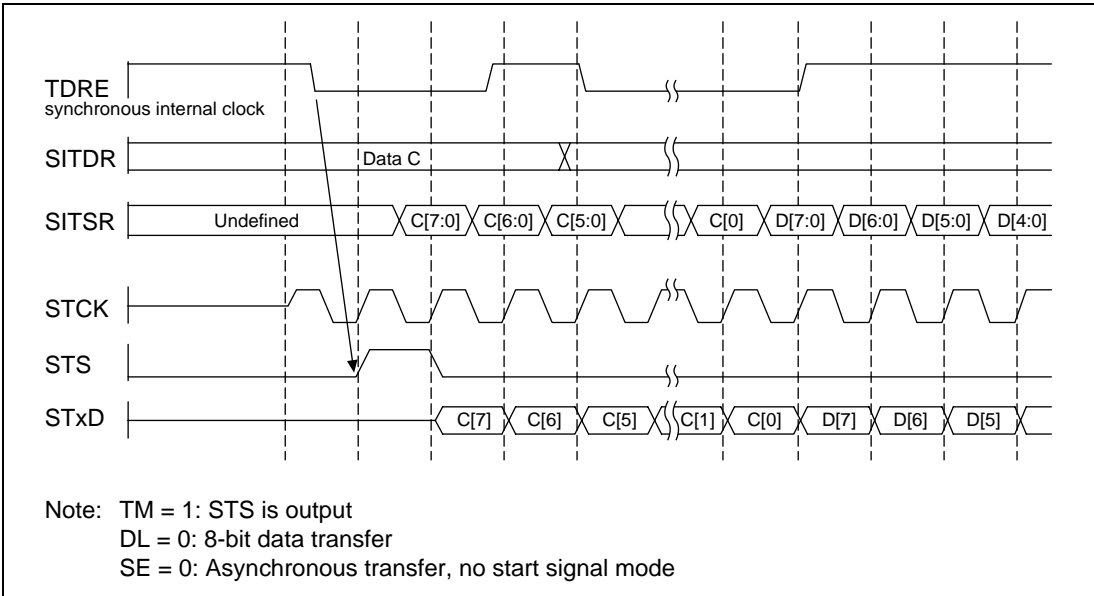 TDRE
synchronous internal clock
SITDR
Data C
SITSR
Undefined C[7:0] C[6:0] C[5:0] C[0] D[7:0] D[6:0] D[5:0] D[4:0]
STCK
STS
STxD
C[7] C[6] C[5] C[1] C[0] D[7] D[6] D[5]
Note: TM = 1: STS is output
DL = 0: 8-bit data transfer
SE = 0: Asynchronous transfer, no start signal mode